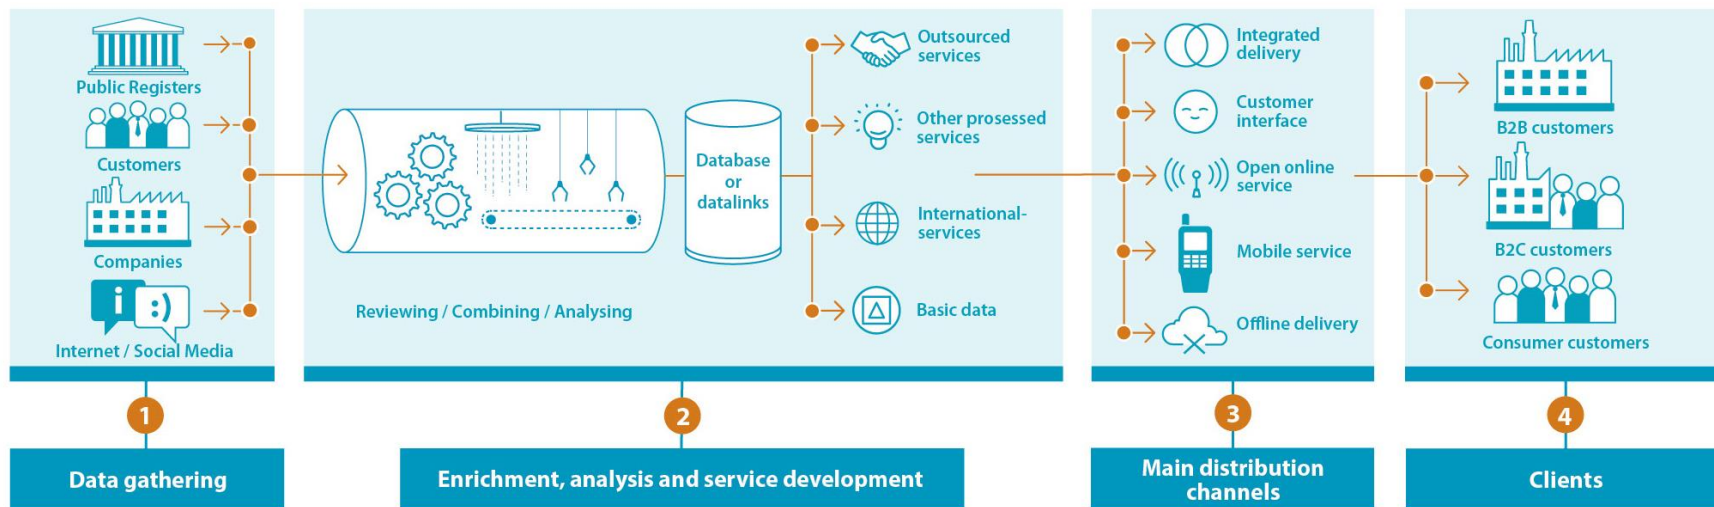 Public Registers
Customers
Companies
i
:)
Internet / Social Media
1
Data gathering
Reviewing / Combining / Analysing
Database
or
datalinks
Outsourced
services
Other prosessed
services
International-
services
Basic data
2
Enrichment, analysis and service development
Integrated
delivery
Customer
interface
Open online
service
Mobile service
Offline delivery
3
Main distribution
channels
B2B customers
B2C customers
Consumer customers
4
Clients